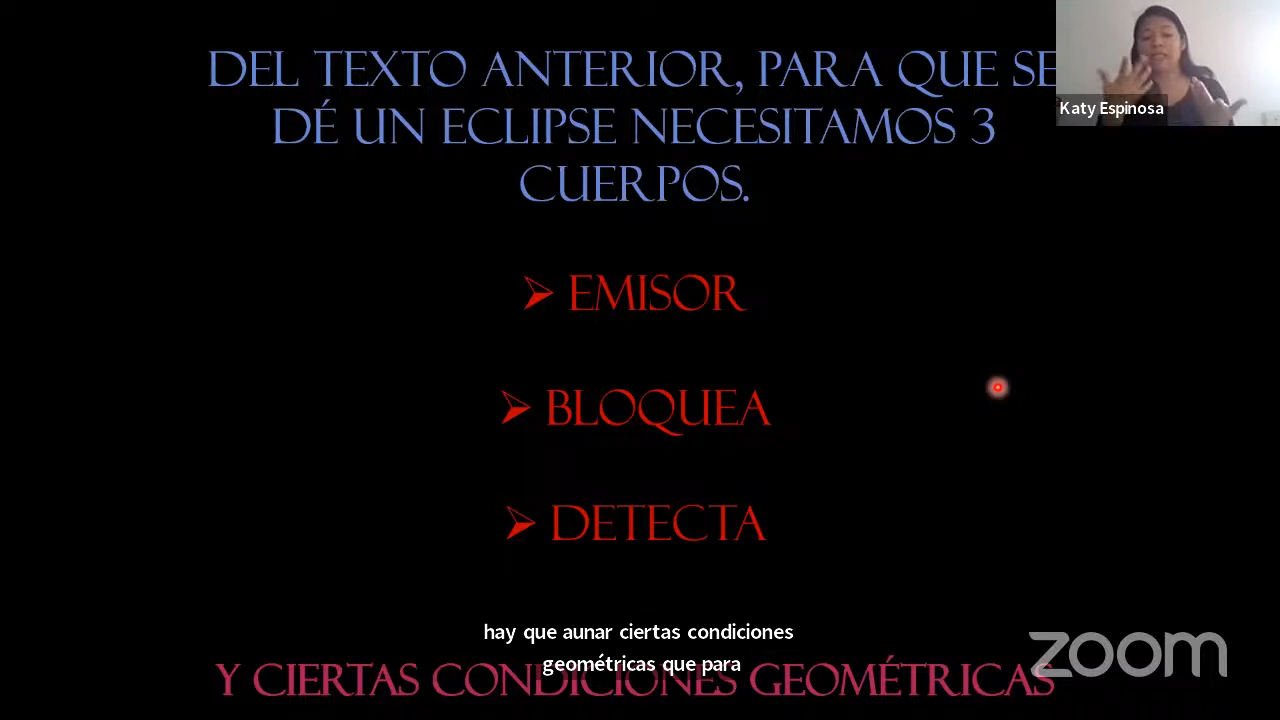 DEL TEXTO ANTERIOR, PARA QUE SE
DÉ UN ECLIPSE NECESITAMOS 3
CUERPOS.
Katy Espinosa
EMISOR
BLOQUEA
DETECTA
hay que aunar ciertas condiciones
geométricas que para
Y CIERTAS CONDICIONES GEOMÉTRICAS
zoom